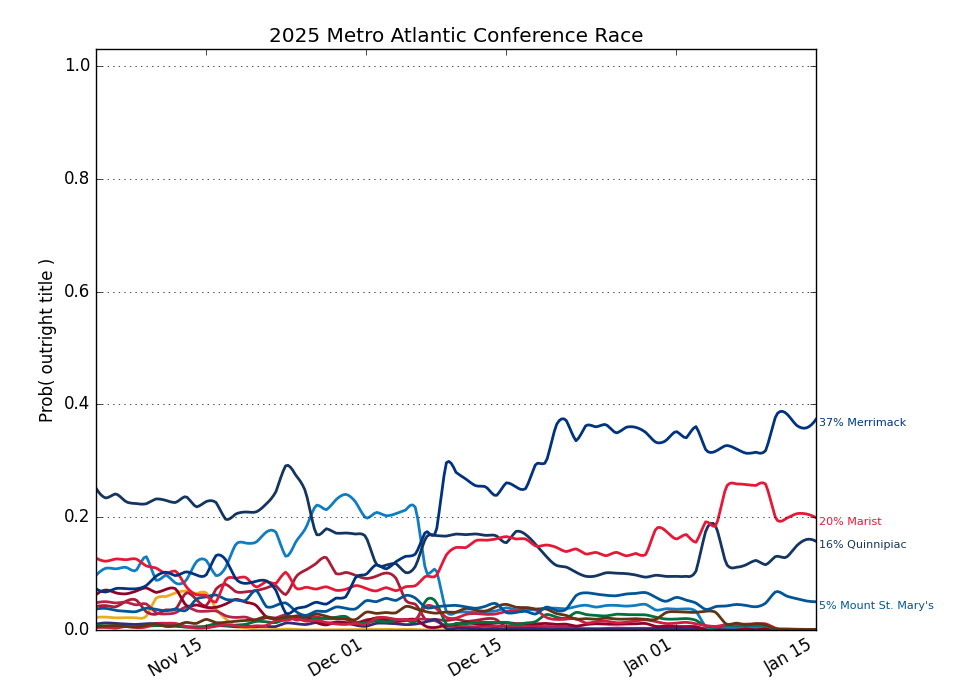 2025 Metro Atlantic Conference Race
Prob( outright title )
1.0
0.8
0.6
0.4
0.2
0.0
37% Merrimack
20% Marist
16% Quinnipiac
4% Mount St. Mary's
Nov 15
Dec 01
Dec 15
Jan 01
Jan 15